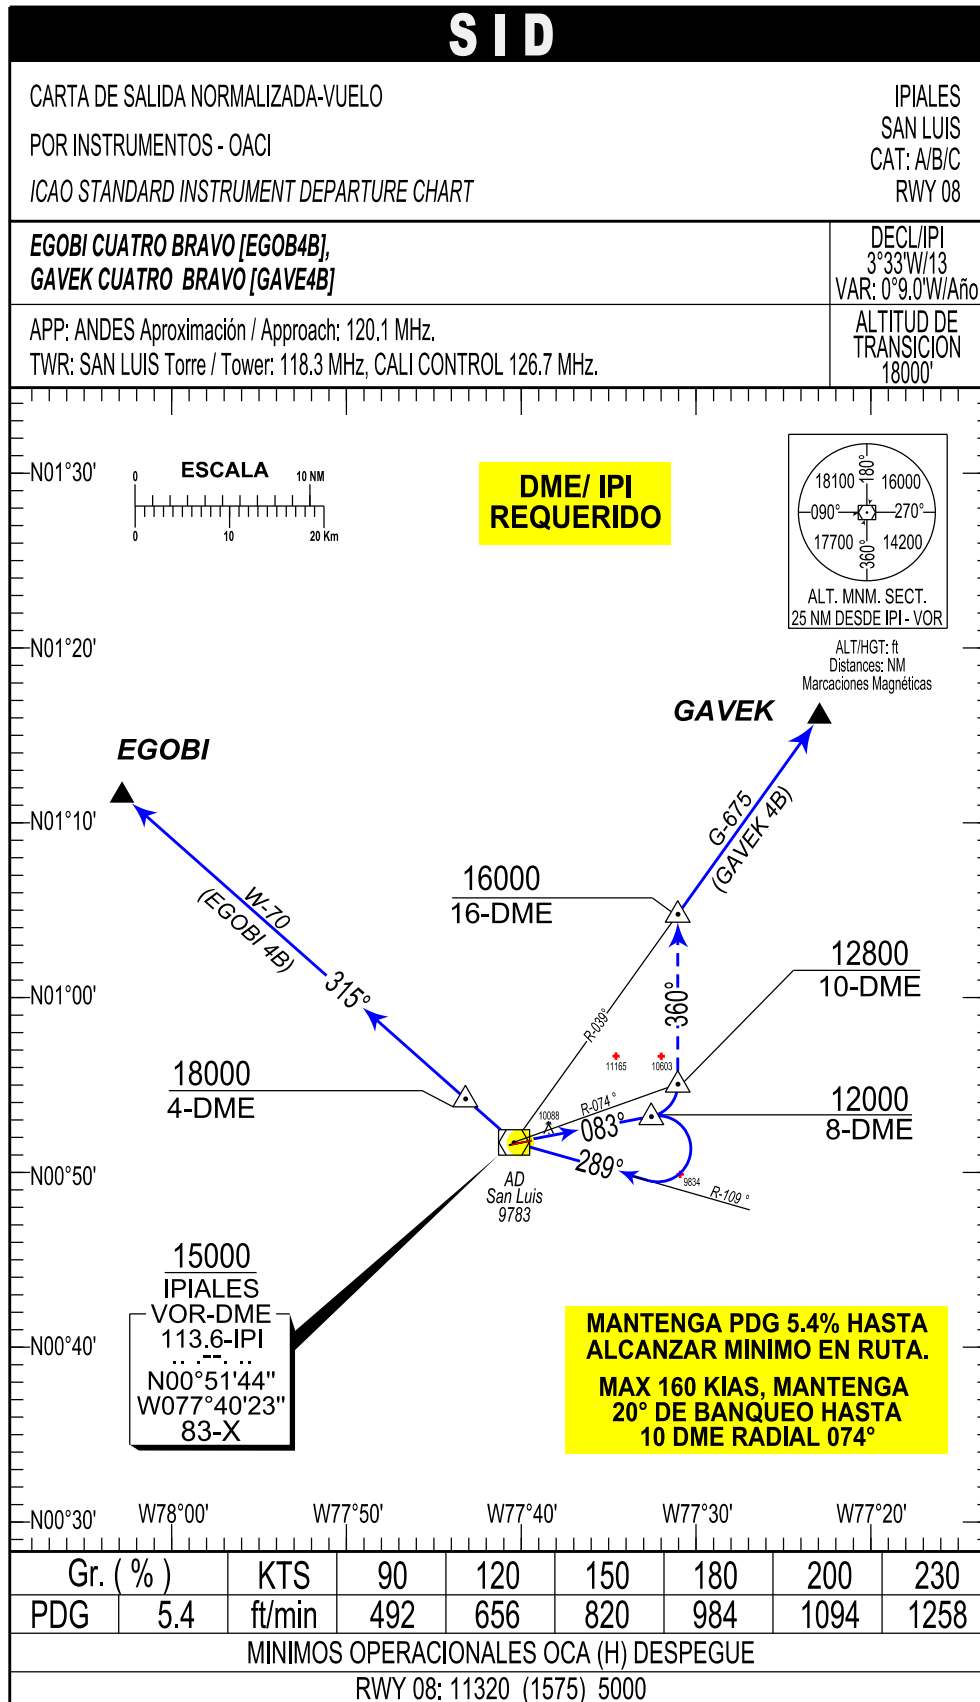 SID
CARTA DE SALIDA NORMALIZADA-VUELO
POR INSTRUMENTOS - OACI
ICAO STANDARD INSTRUMENT DEPARTURE CHART
IPIALES
SAN LUIS
CAT: A/B/C
RWY 08
EGOBI CUATRO BRAVO [EGOB4B],
GAVEK CUATRO BRAVO [GAVE4B]
DECL/IPI
3°33'W/13
VAR: 0°9.0'W/Año
APP: ANDES Aproximación / Approach: 120.1 MHz.
TWR: SAN LUIS Torre / Tower: 118.3 MHz, CALI CONTROL 126.7 MHz.
ALTITUD DE
TRANSICION
18000'
N01°30'
ESCALA
0 10 NM
0 10 20 Km
DME/ IPI
REQUERIDO
180°
18100 16000
090° 270°
17700 14200
360°
ALT. MNM. SECT.
25 NM DESDE IPI - VOR
ALT/HGT: ft
Distances: NM
Marcaciones Magnéticas
N01°20'
GAVEK
EGOBI
N01°10'
G-675
(GAVEK 4B)
W-70
(EGOBI 4B)
16000
16-DME
12800
10-DME
N01°00'
315°
360°
R-039°
11165
10603
18000
4-DME
R-074°
10088
083°
12000
8-DME
289°
9834
R-109°
N00°50'
AD
San Luis
9783
15000
IPIALES
VOR-DME
113.6-IPI
.. .--. ..
N00°51'44"
W077°40'23"
83-X
N00°40'
MANTENGA PDG 5.4% HASTA
ALCANZAR MINIMO EN RUTA.
MAX 160 KIAS, MANTENGA
20° DE BANQUEO HASTA
10 DME RADIAL 074°
N00°30'
W78°00' W77°50' W77°40' W77°30' W77°20'
Gr. ( % ) KTS 90 120 150 180 200 230
PDG 5.4 ft/min 492 656 820 984 1094 1258
MINIMOS OPERACIONALES OCA (H) DESPEGUE
RWY 08: 11320 (1575) 5000